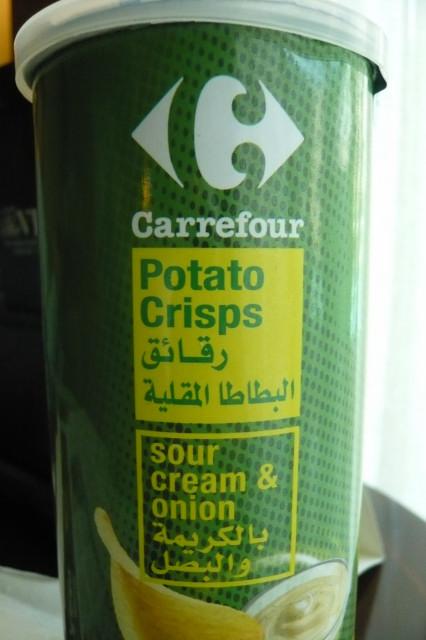 Carrefour
Potato
Crisps
رقائق
البطاطا المقلية
sour
cream &
onion
بالكريمة
والبصل